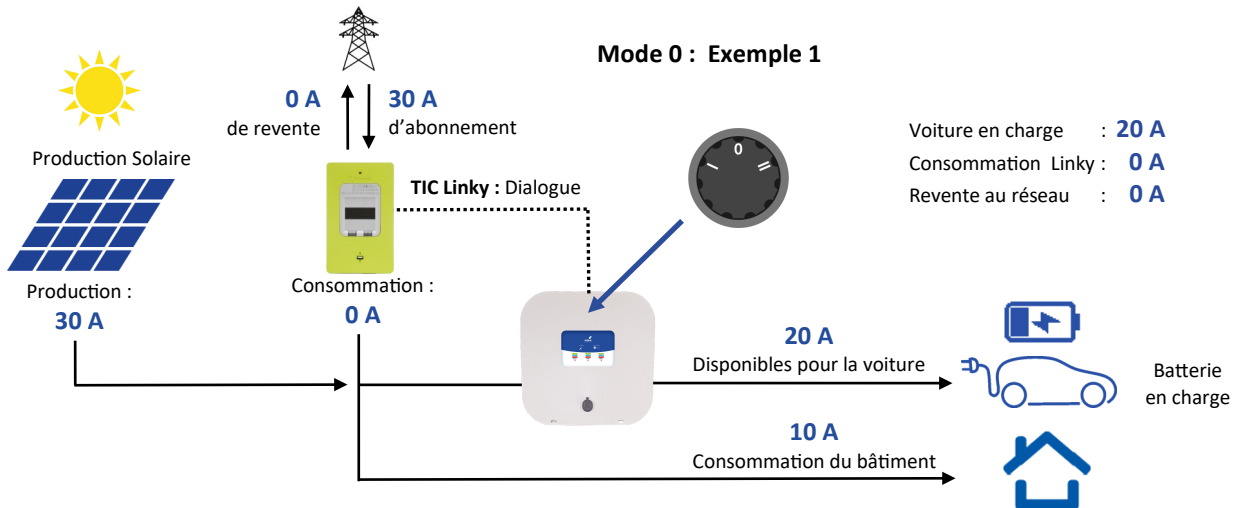 Mode 0 : Exemple 1
0 A
de revente
30 A
d’abonnement
Production Solaire
TIC Linky : Dialogue
0
I
II
Voiture en charge : 20 A
Consommation Linky : 0 A
Revente au réseau : 0 A
Production :
30 A
Consommation :
0 A
20 A
Disponibles pour la voiture
Batterie
en charge
10 A
Consommation du bâtiment